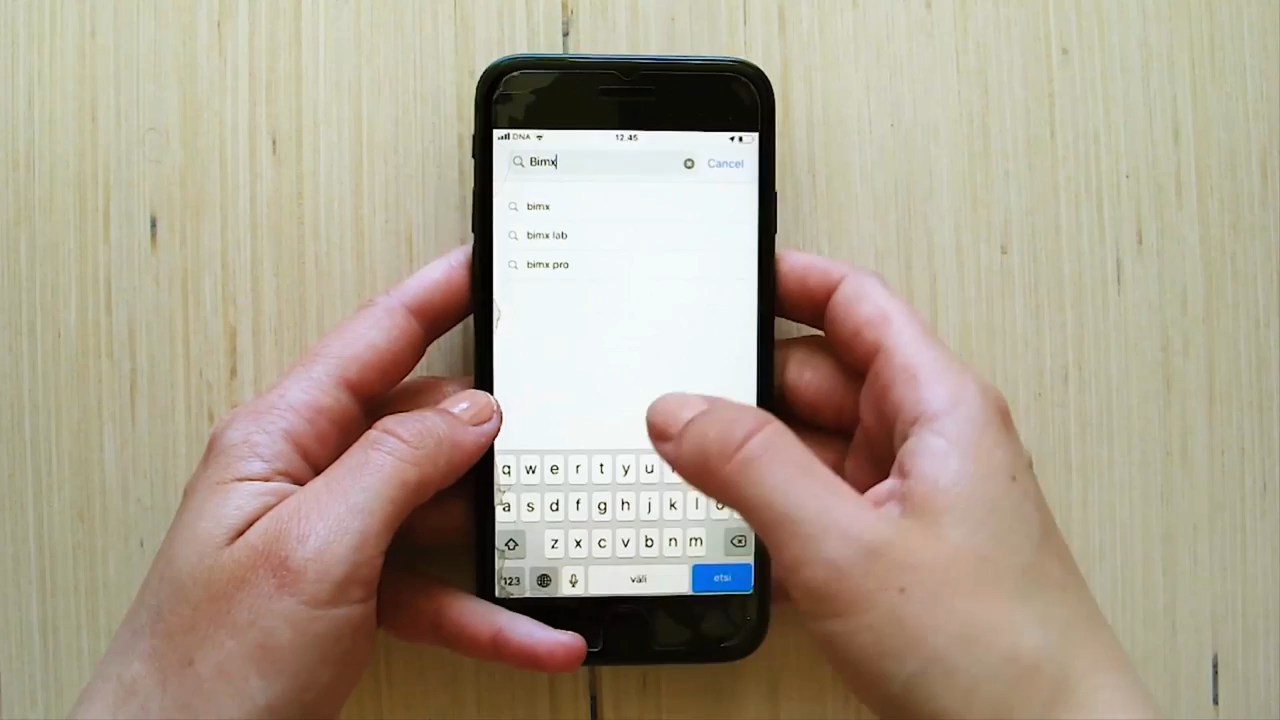 DNA 12.45
Bimx Cancel
bimx
bimx lab
bimx pro
q w e r t y u
a s d f g h j k l ö
z x c v b n m
123 väli etsi